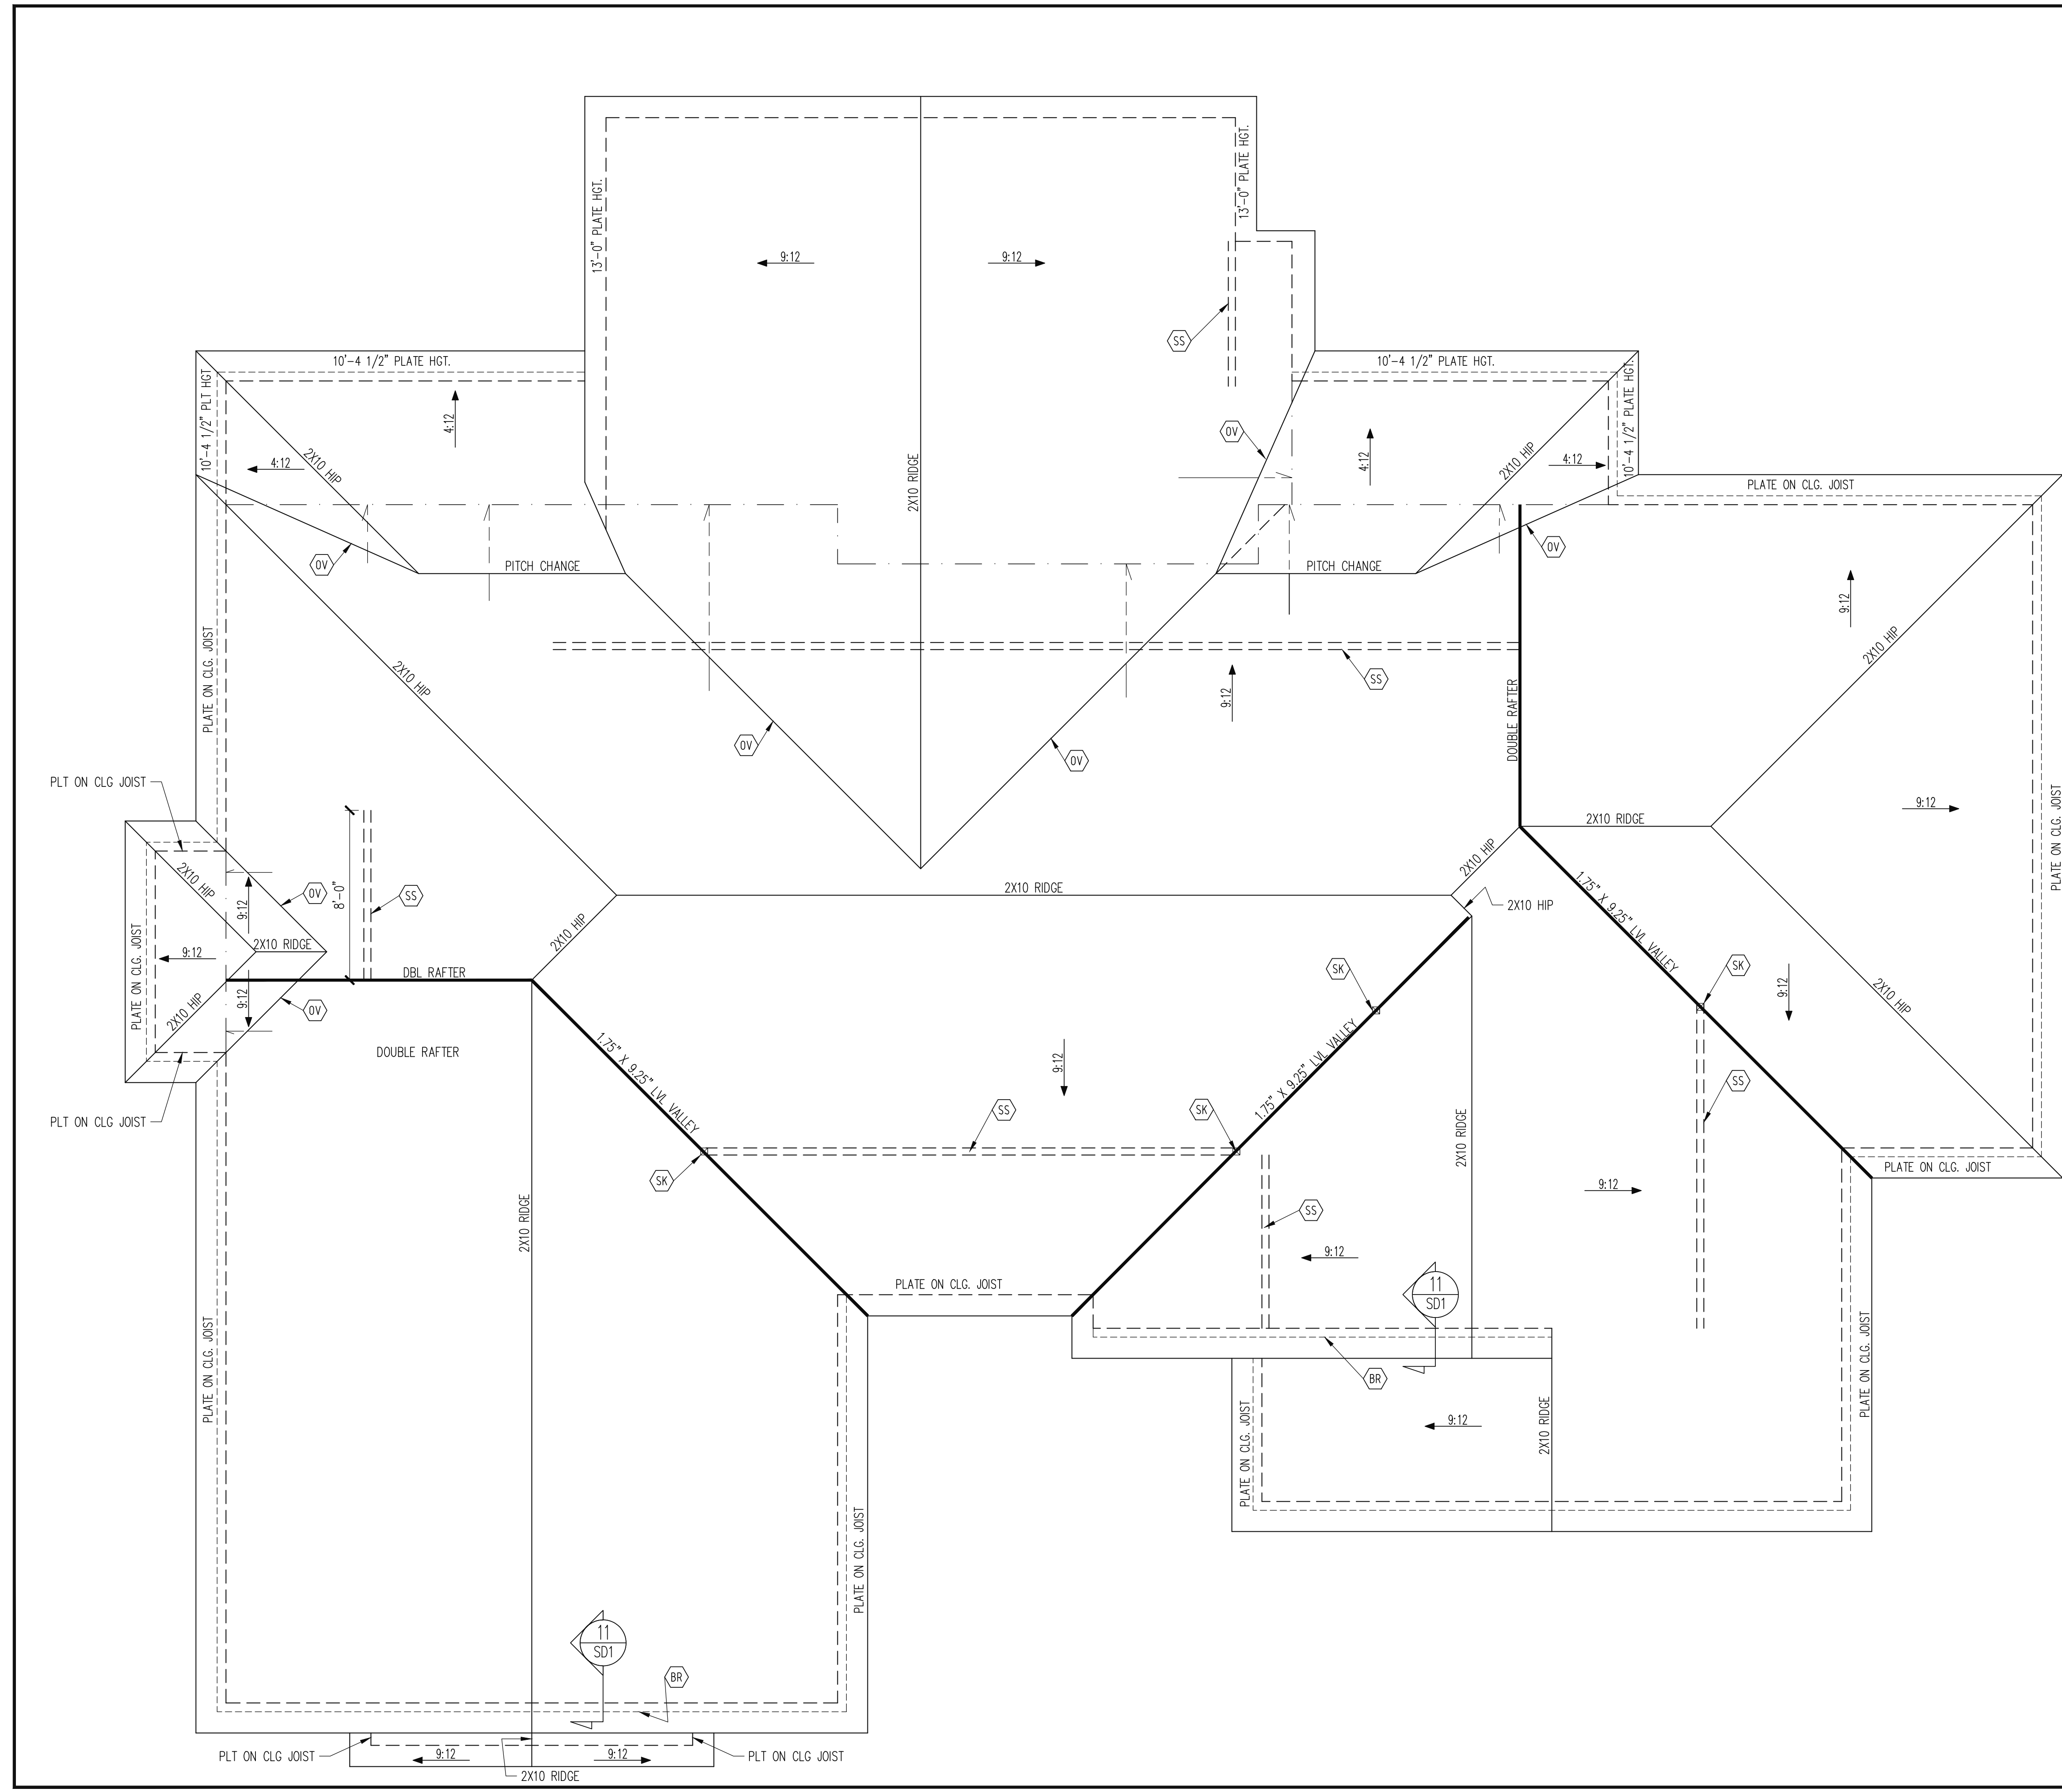 13'-0" PLATE HGT.
13'-0" PLATE HGT.
9:12
9:12
SS
10'-4 1/2" PLATE HGT.
10'-4 1/2" PLATE HGT.
10'-4 1/2" PLT HGT
10'-4 1/2" PLATE HGT.
4:12
4:12
2X10 HIP
OV
4:12
2X10 HIP
4:12
2X10 RIDGE
PLATE ON CLG. JOIST
OV
PITCH CHANGE
PITCH CHANGE
OV
9:12
2X10 HIP
PLATE ON CLG. JOIST
2X10 HIP
SS
9:12
DOUBLE RAFTER
OV
OV
PLT ON CLG JOIST
9:12
PLATE ON CLG. JOIST
2X10 RIDGE
2X10 HIP
2X10 HIP
OV
8'-0"
SS
2X10 RIDGE
2X10 HIP
1.75" X 9.25" LVL VALLEY
9:12
2X10 RIDGE
2X10 HIP
9:12
PLATE ON CLG. JOIST
2X10 HIP
9:12
OV
DBL RAFTER
SK
SK
9:12
2X10 HIP
DOUBLE RAFTER
1.75" X 9.25" LVL VALLEY
9:12
1.75" X 9.25" LVL VALLEY
SS
PLT ON CLG JOIST
SS
SK
2X10 RIDGE
SK
9:12
2X10 RIDGE
SS
9:12
PLATE ON CLG. JOIST
PLATE ON CLG. JOIST
11
SD1
PLATE ON CLG. JOIST
PLATE ON CLG. JOIST
BR
9:12
2X10 RIDGE
PLATE ON CLG. JOIST
PLATE ON CLG. JOIST
11
SD1
BR
PLT ON CLG JOIST
9:12
9:12
PLT ON CLG JOIST
2X10 RIDGE